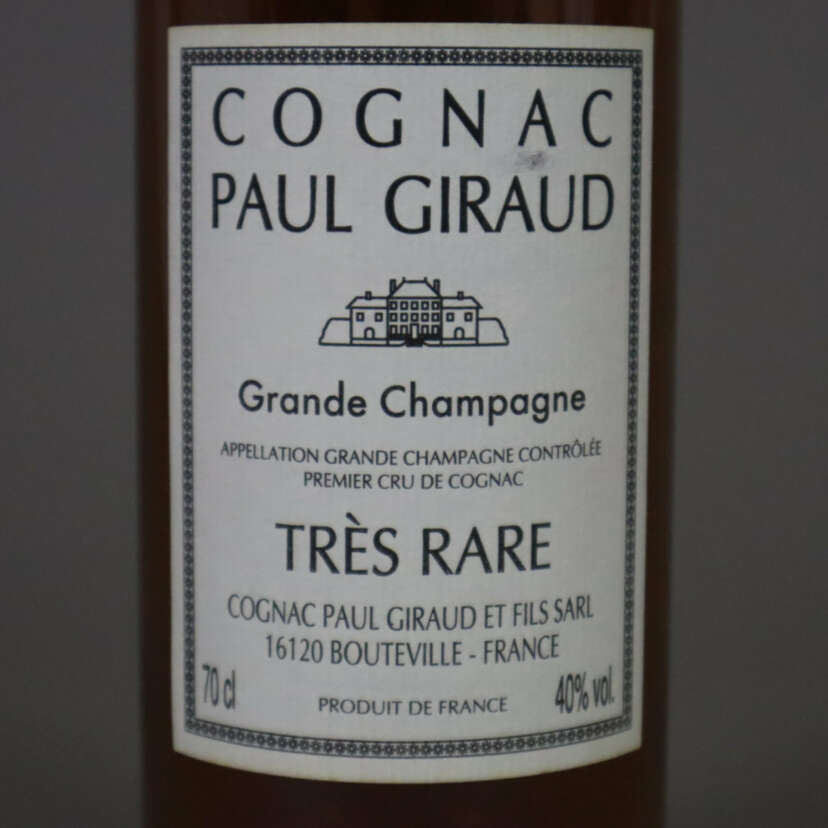 COGNAC
PAUL GIRAUD
Grande Champagne
APPELLATION GRANDE CHAMPAGNE CONTRÔLÉE
PREMIER CRU DE COGNAC
TRÈS RARE
COGNAC PAUL GIRAUD ET FILS SARL
16120 BOUTEVILLE - FRANCE
70 cl PRODUIT DE FRANCE 40% vol.